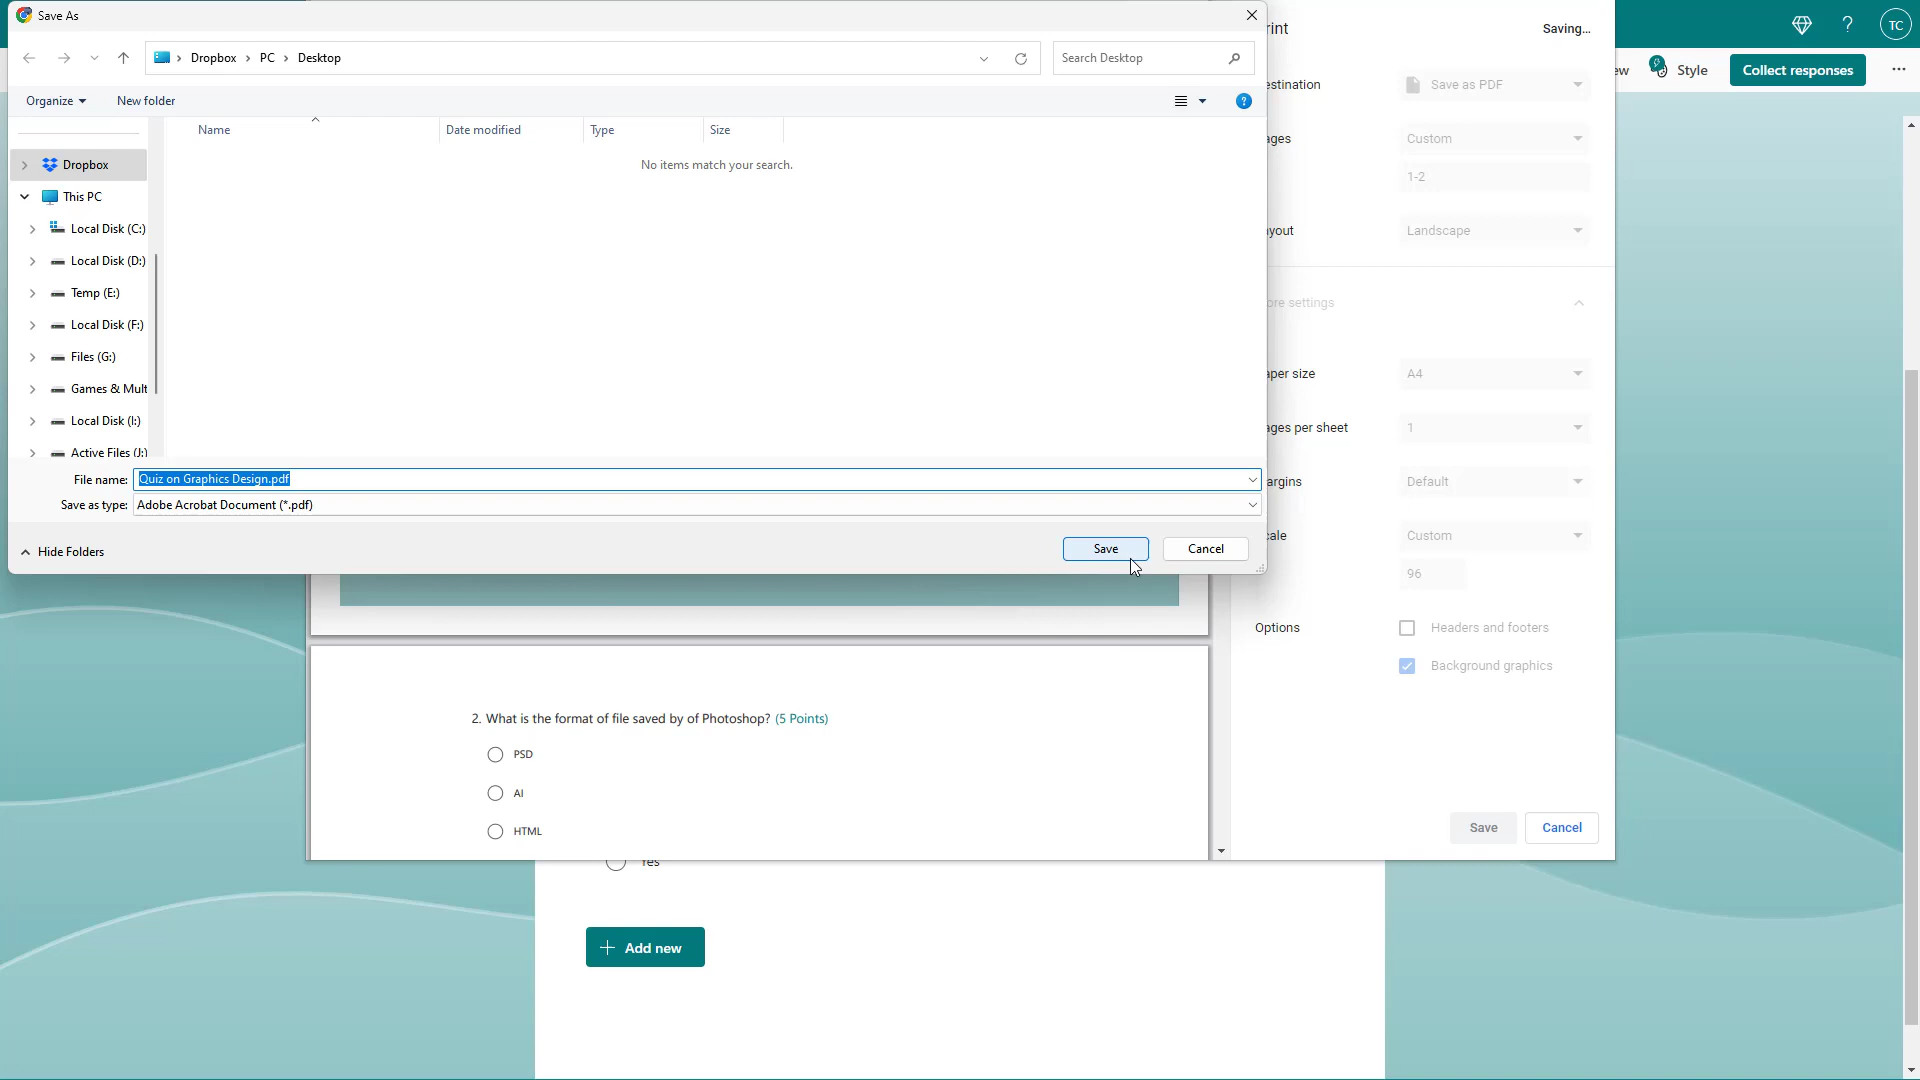 Save As
Dropbox
PC
Desktop
Search Desktop
Organize
New folder
?
Name
Date modified
Type
Size
No items match your search.
Dropbox
This PC
Local Disk (C:)
Local Disk (D:)
Temp (E:)
Local Disk (F:)
Files (G:)
Games & Mult
Local Disk (I:)
Active Files (J:)
File name:
Quiz on Graphics Design.pdf
Save as type:
Adobe Acrobat Document (*.pdf)
Hide Folders
Save
Cancel
rint
Saving...
estination
Save as PDF
ages
Custom
1-2
yout
Landscape
ore settings
aper size
A4
ages per sheet
1
argins
Default
cale
Custom
96
Options
Headers and footers
Background graphics
Save
Cancel
?
TC
ew
Style
Collect responses
2. What is the format of file saved by of Photoshop? (5 Points)
PSD
AI
HTML
Yes
Add new